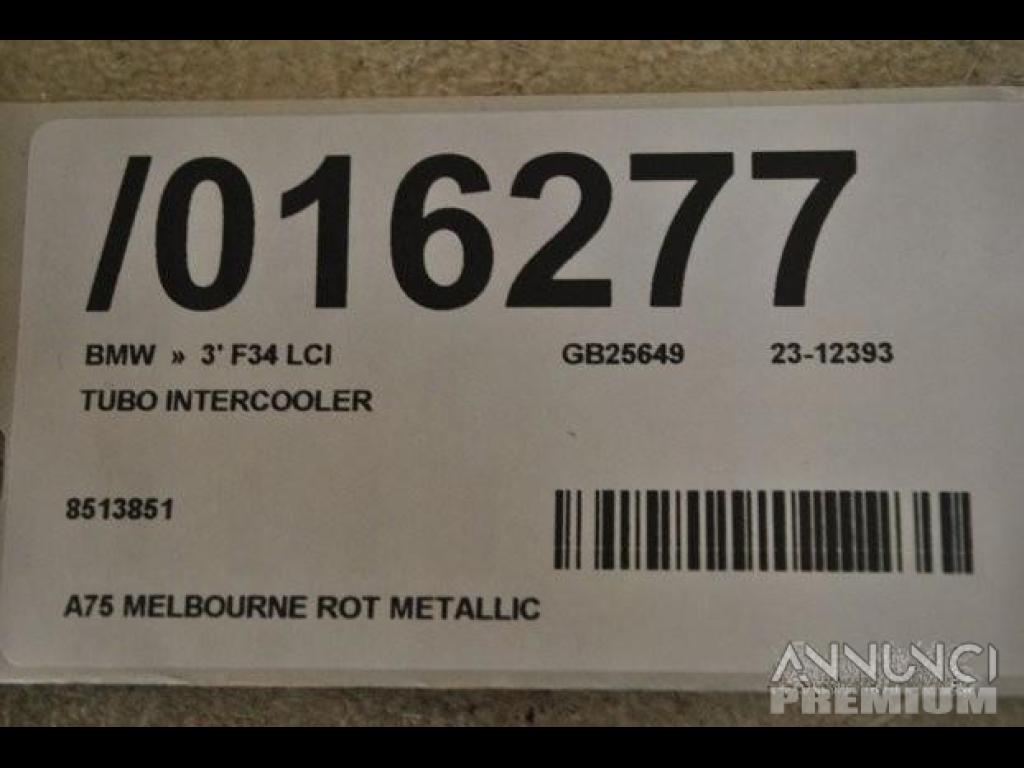 /016277
BMW » 3' F34 LCI GB25649 23-12393
TUBO INTERCOOLER
8513851
A75 MELBOURNE ROT METALLIC
ANNUNCI
PREMIUM